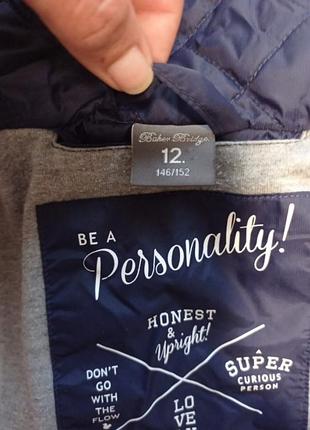 Baker Bridge
12.
146/152
BE A
Personality!
HONEST
&
Upright!
DON'T
GO
WITH
THE
FLOW
SUPER
CURIOUS
PERSON
LO
VE